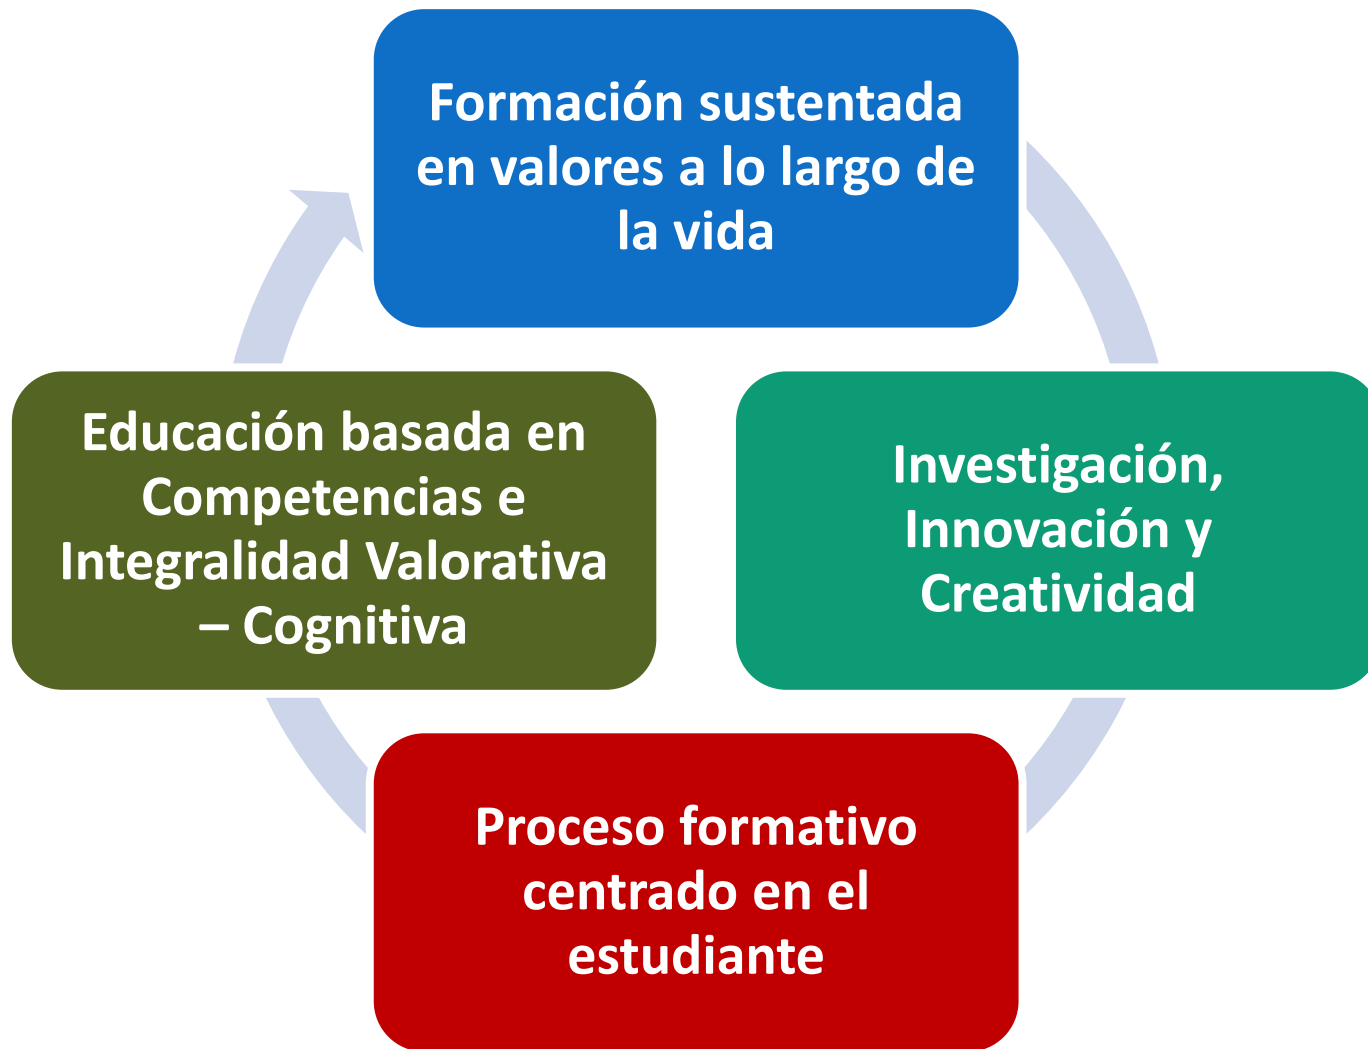 Formación sustentada
en valores a lo largo de
la vida
Investigación,
Innovación y
Creatividad
Proceso formativo
centrado en el
estudiante
Educación basada en
Competencias e
Integralidad Valorativa
– Cognitiva